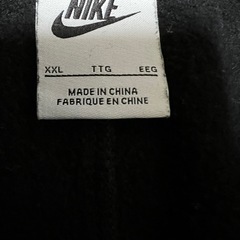 NIKE
XXL TTG EEG
MADE IN CHINA
FABRIQUE EN CHINE